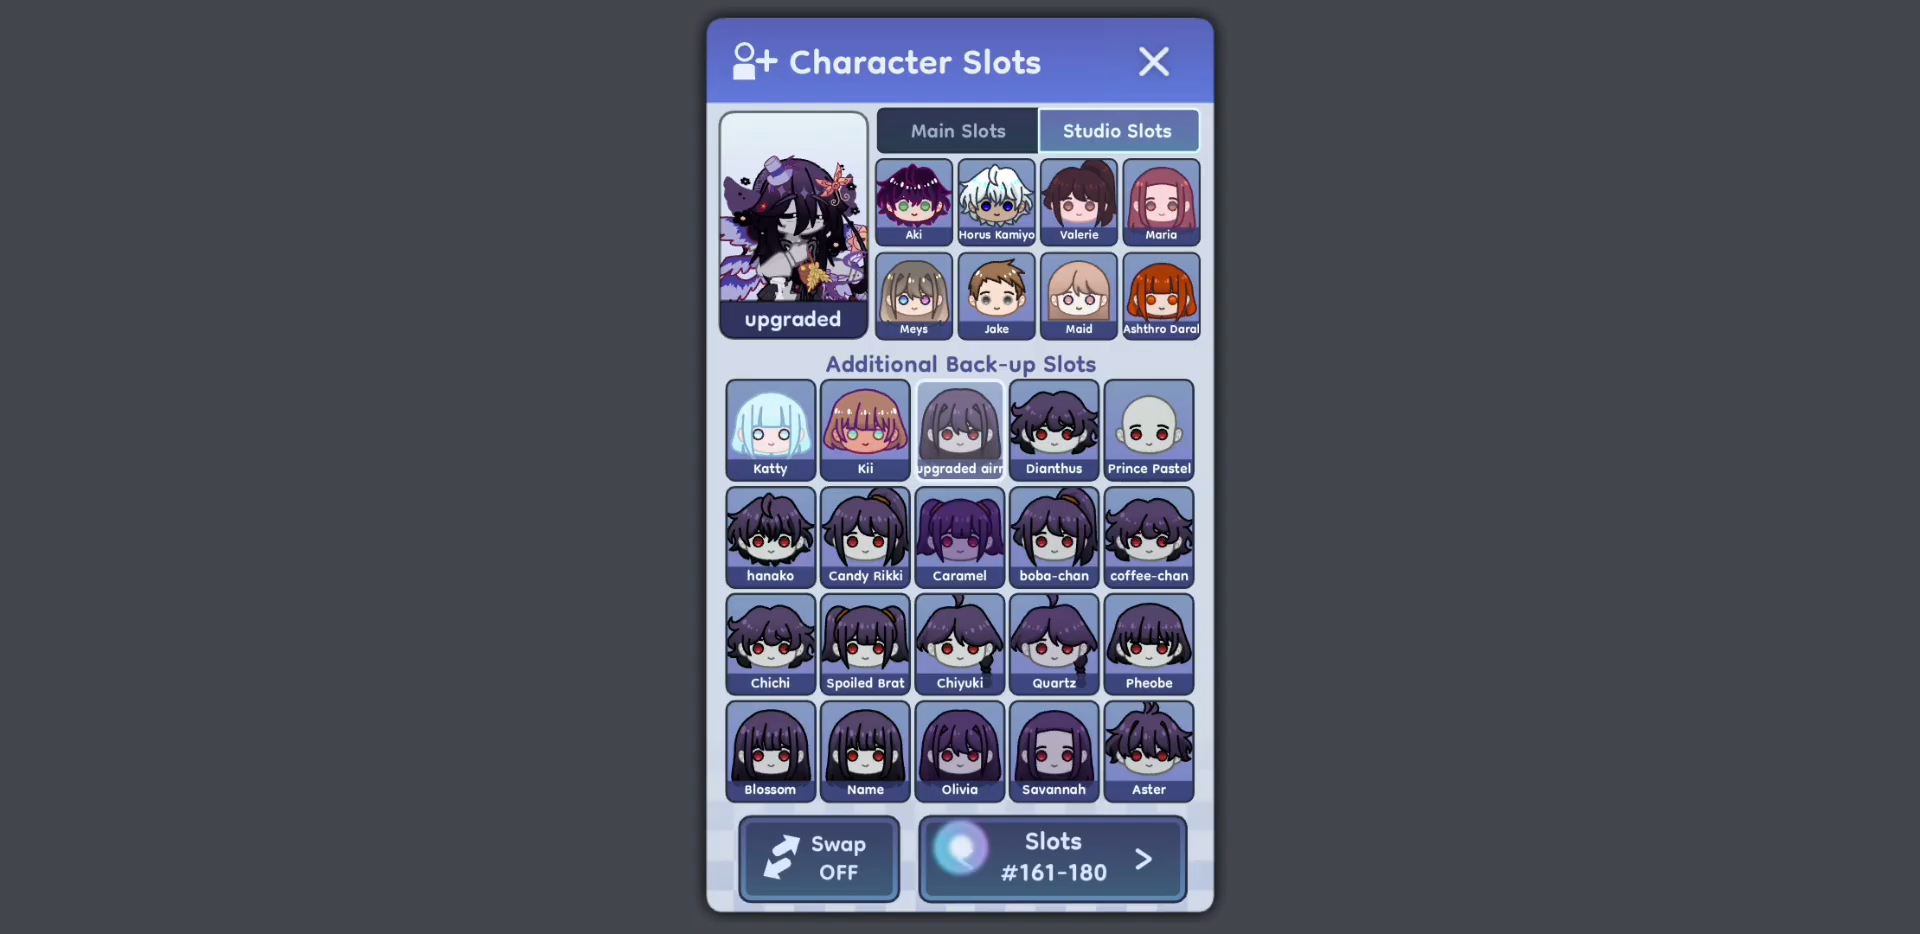 Character Slots
Main Slots
Studio Slots
Aki
Horus Kamiyo
Valerie
Maria
Meys
Jake
Maid
Ashthro Daral
upgraded
Additional Back-up Slots
Katty
Kii
upgraded airr
Dianthus
Prince Pastel
hanako
Candy Rikki
Caramel
boba-chan
coffee-chan
Chichi
Spoiled Brat
Chiyuki
Quartz
Pheobe
Blossom
Name
Olivia
Savannah
Aster
Swap
OFF
Slots
#161-180